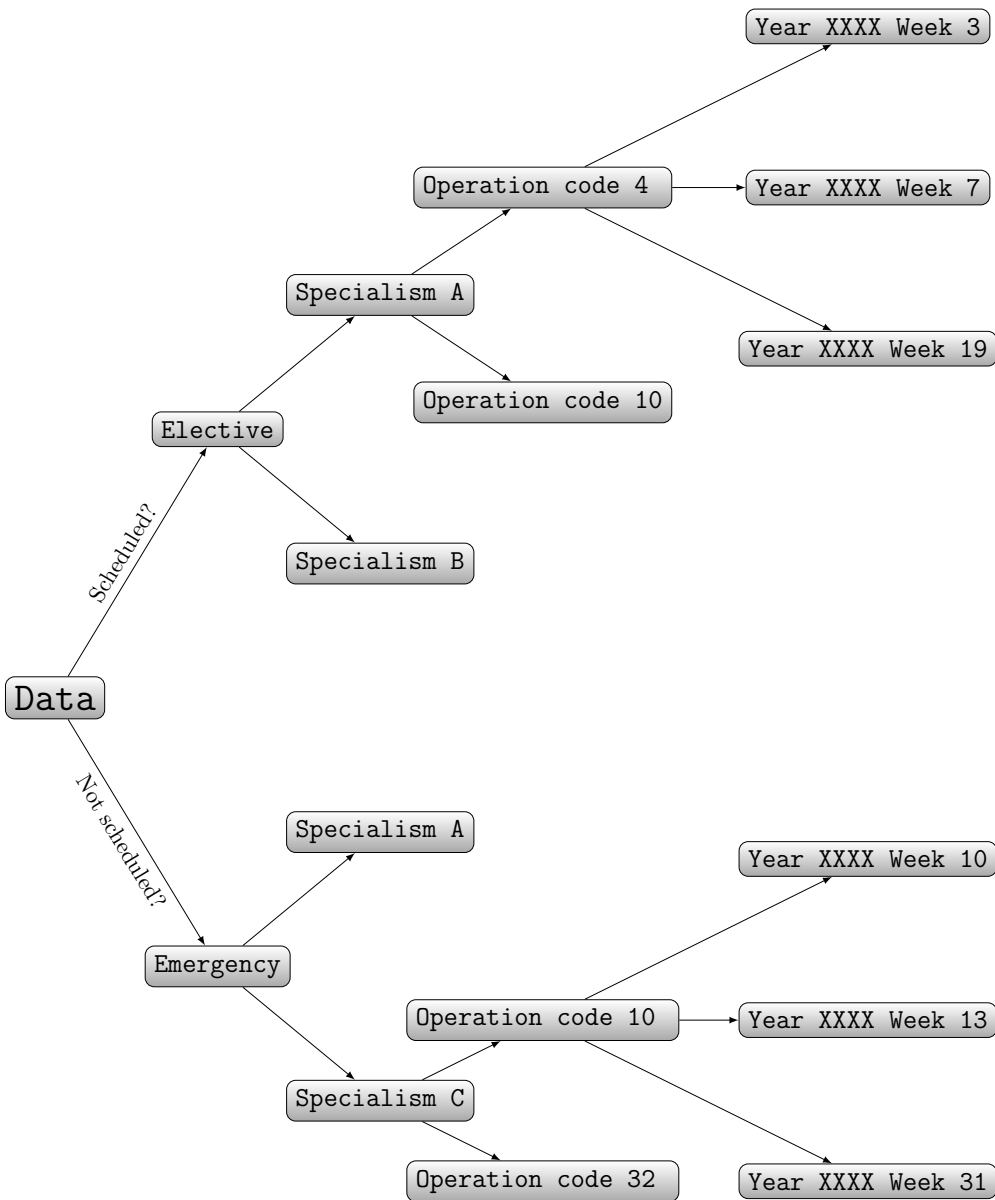 Year XXXX Week 3
Operation code 4
Year XXXX Week 7
Specialism A
Year XXXX Week 19
Operation code 10
Elective
Scheduled?
Specialism B
Data
Not scheduled?
Specialism A
Year XXXX Week 10
Emergency
Operation code 10
Year XXXX Week 13
Specialism C
Operation code 32
Year XXXX Week 31